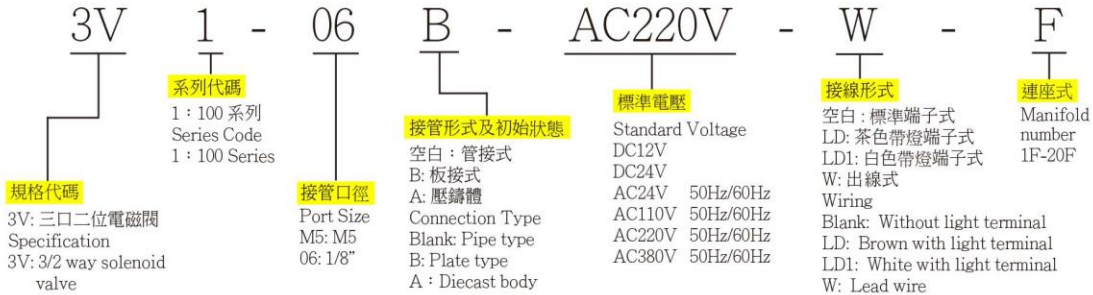 3V 1 - 06 B - AC220V - W - F
系列代碼
1：100 系列
Series Code
1：100 Series
規格代碼
3V: 三口二位電磁閥
Specification
3V: 3/2 way solenoid
valve
接管口徑
Port Size
M5: M5
06: 1/8”
接管形式及初始狀態
空白：管接式
B: 板接式
A: 壓鑄體
Connection Type
Blank: Pipe type
B: Plate type
A：Diecast body
標準電壓
Standard Voltage
DC12V
DC24V
AC24V 50Hz/60Hz
AC110V 50Hz/60Hz
AC220V 50Hz/60Hz
AC380V 50Hz/60Hz
接線形式
空白: 標準端子式
LD: 茶色帶燈端子式
LD1: 白色帶燈端子式
W: 出線式
Wiring
Blank: Without light terminal
LD: Brown with light terminal
LD1: White with light terminal
W: Lead wire
連座式
Manifold
number
1F-20F